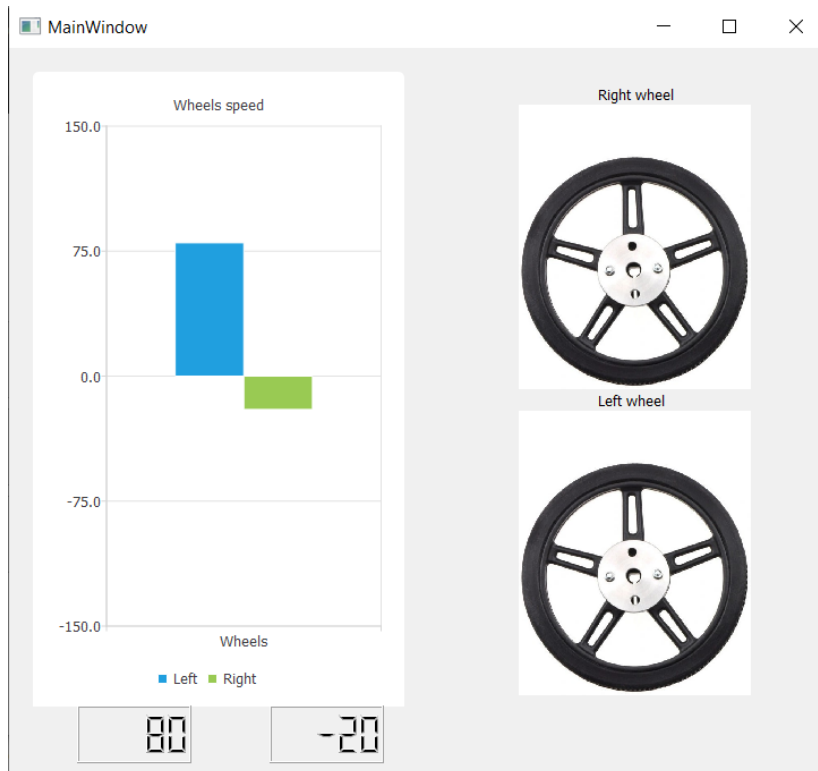 MainWindow
Wheels speed
150.0
75.0
0.0
-75.0
-150.0
Wheels
Left Right
80 -20
Right wheel
Left wheel